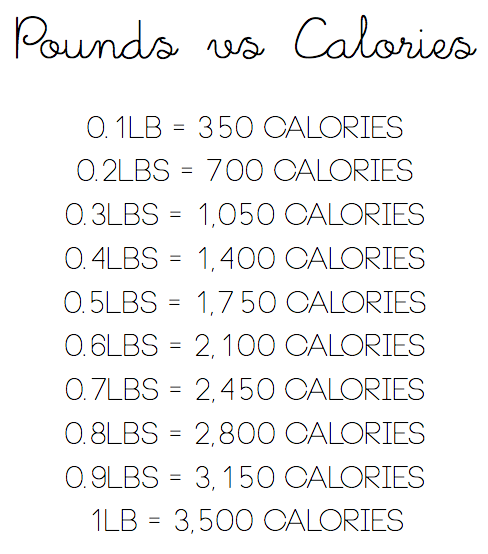 Pounds vs Calories
0.1LB = 350 CALORIES
0.2LBS = 700 CALORIES
0.3LBS = 1,050 CALORIES
0.4LBS = 1,400 CALORIES
0.5LBS = 1,750 CALORIES
0.6LBS = 2,100 CALORIES
0.7LBS = 2,450 CALORIES
0.8LBS = 2,800 CALORIES
0.9LBS = 3,150 CALORIES
1LB = 3,500 CALORIES